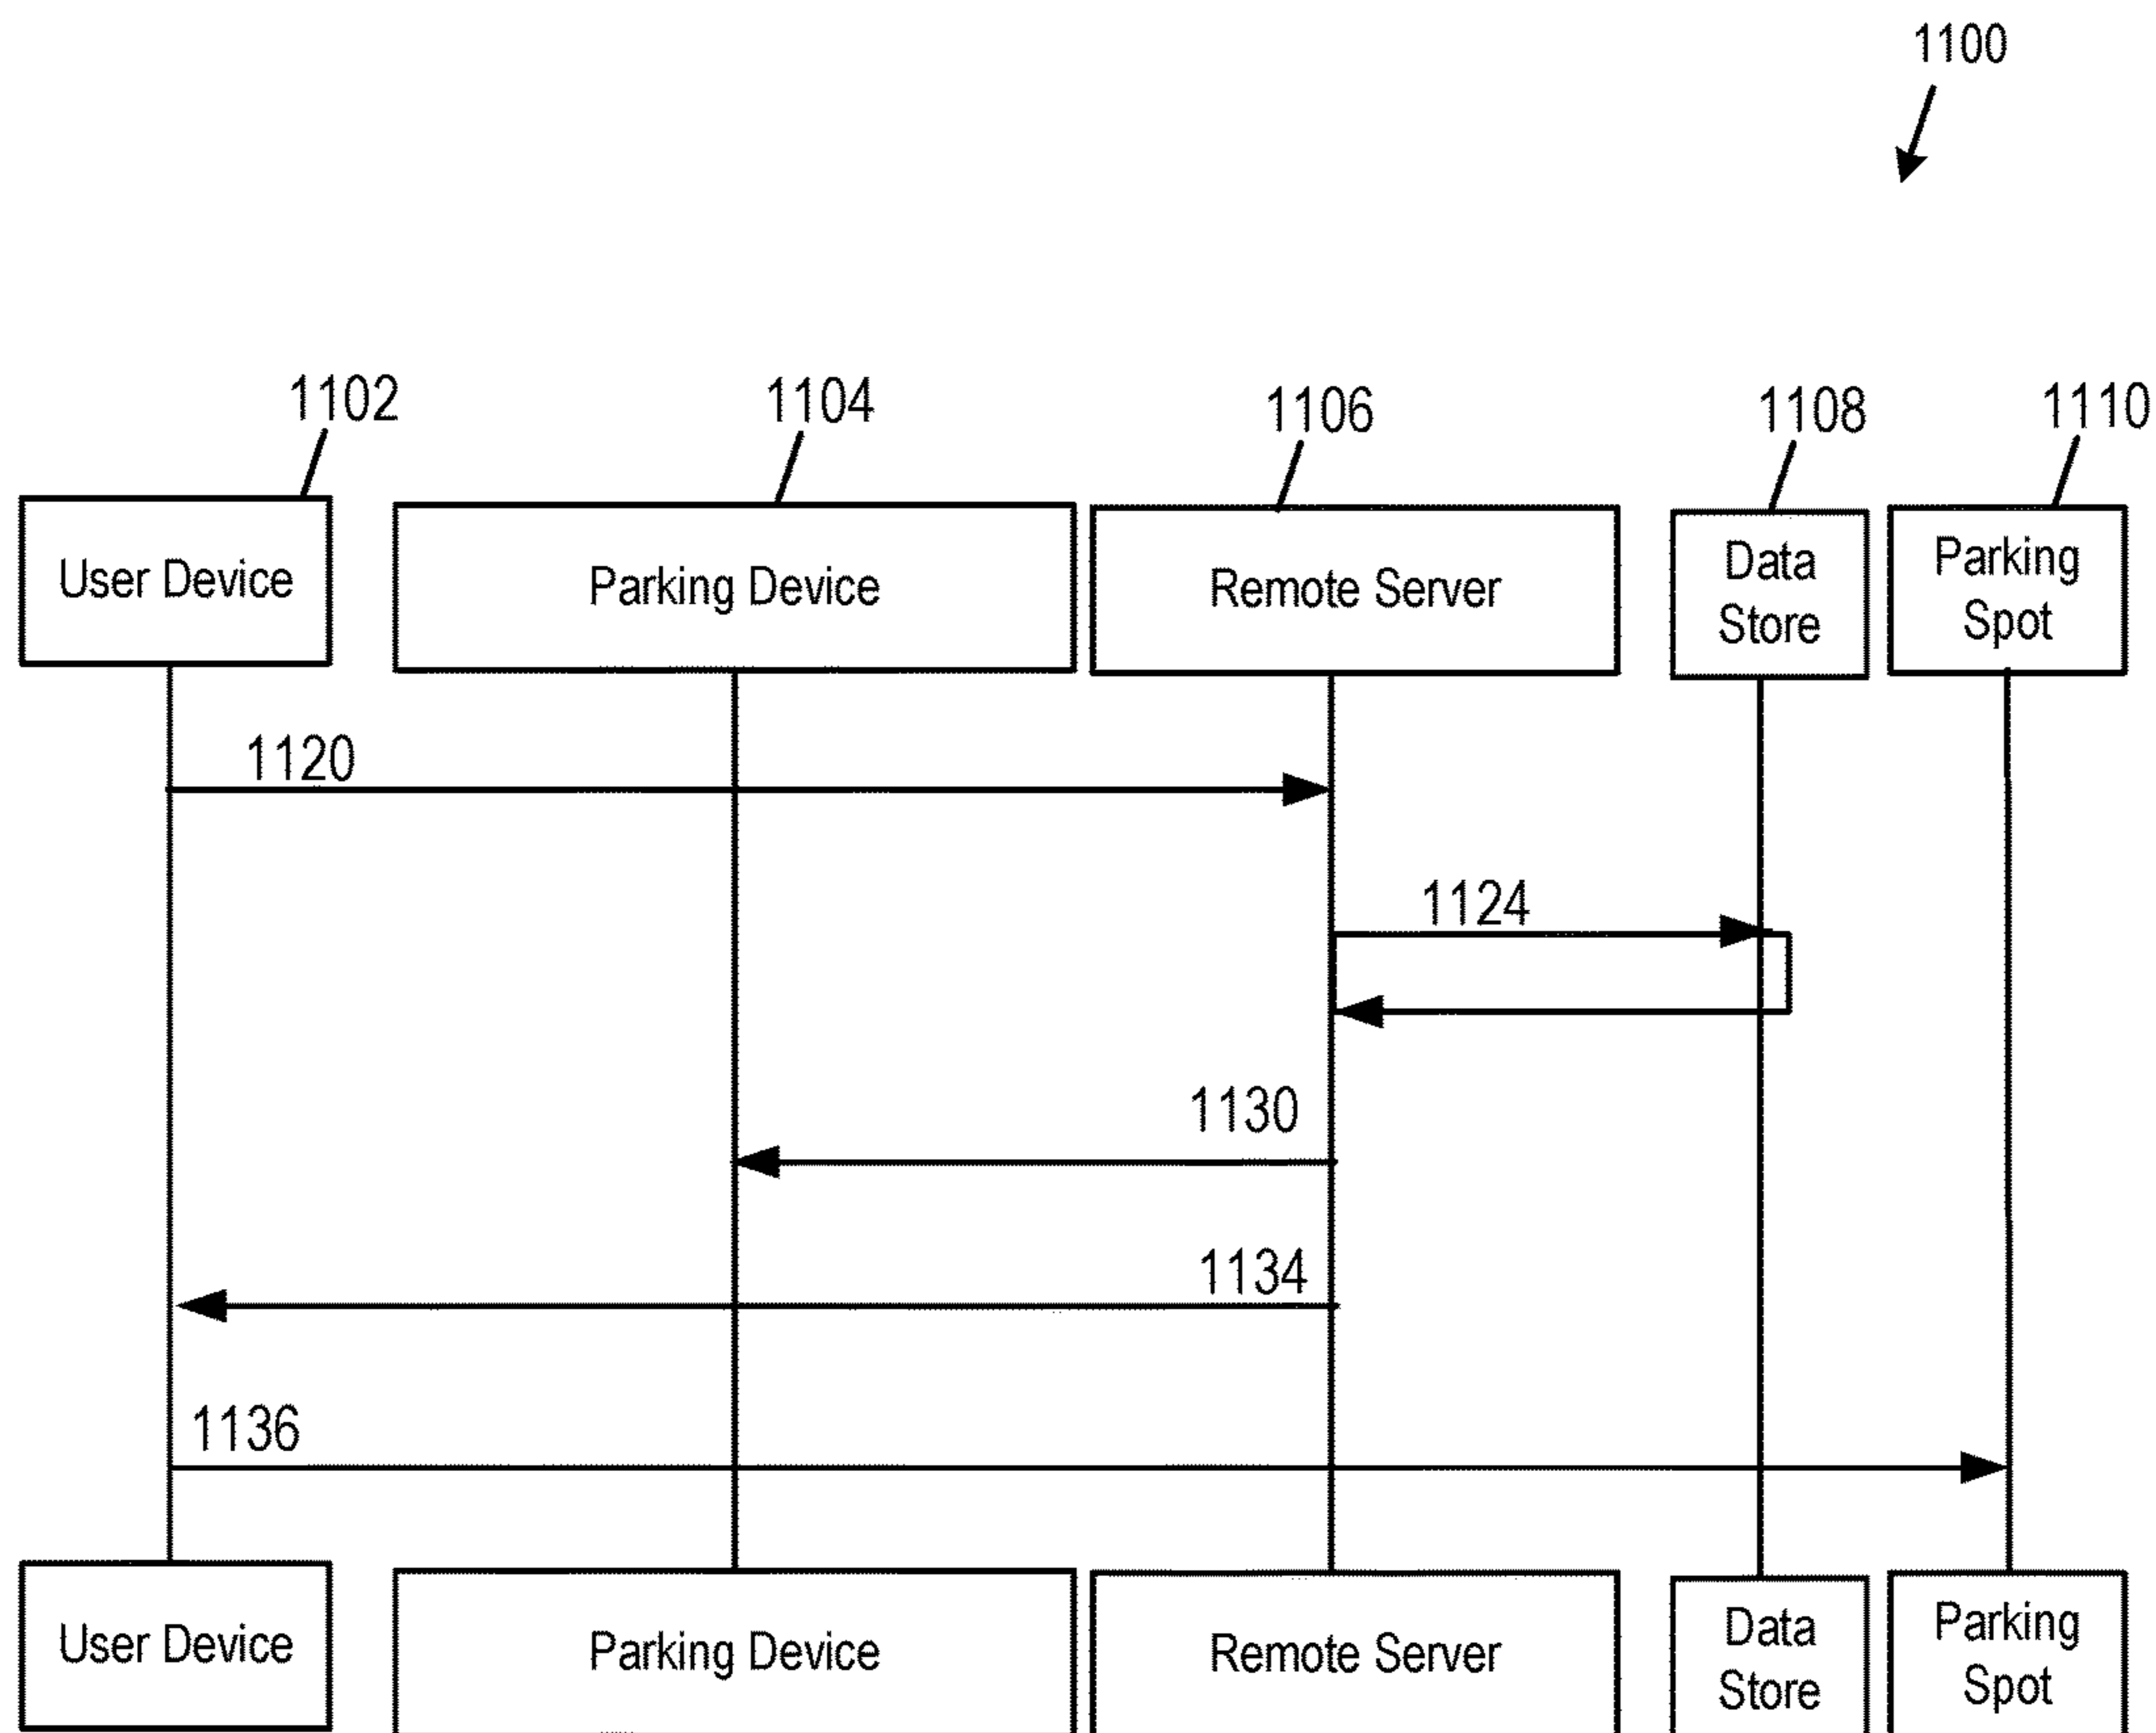 1100
1102
1104
1106
1108
1110
User Device
Parking Device
Remote Server
Data
Store
Parking
Spot
1120
1124
1130
1134
1136
User Device
Parking Device
Remote Server
Data
Store
Parking
Spot